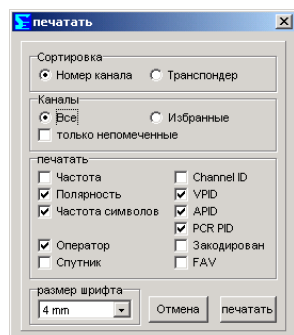 печатать
Сортировка
Номер канала Транспондер
Каналы
Все Избранные
только непомеченные
печатать
Частота Channel ID
Полярность VPID
Частота символов APID
PCR PID
Оператор Закодирован
Спутник FAV
размер шрифта
4 mm Отмена печатать